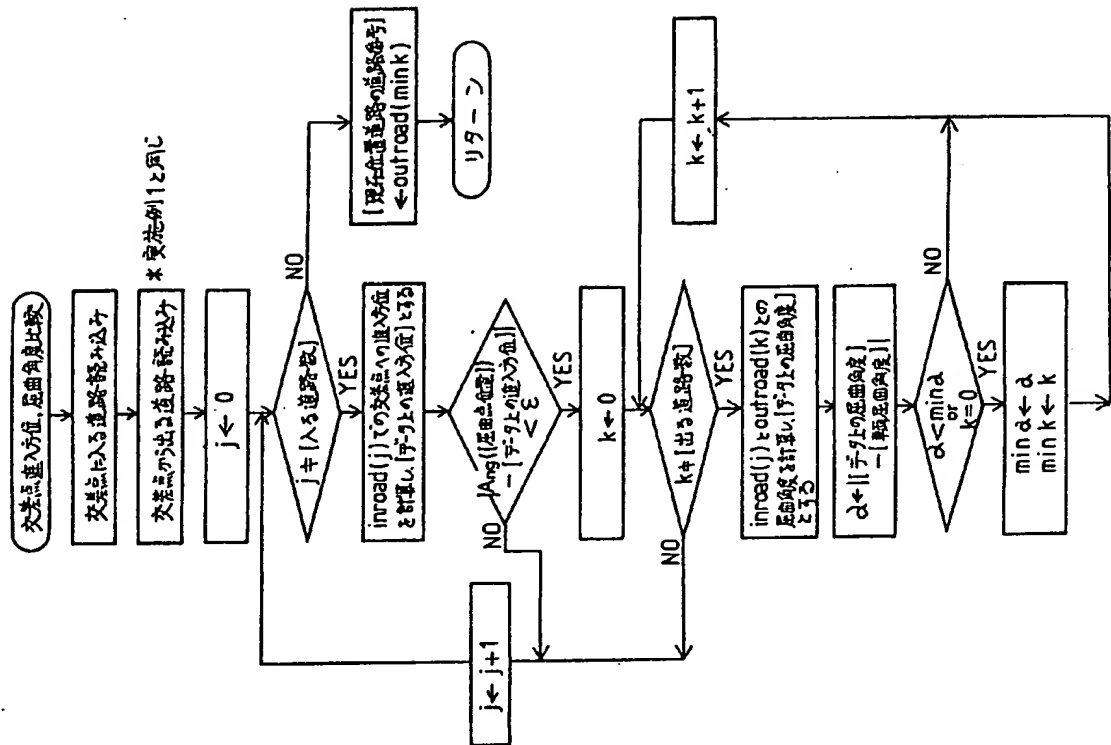 交差点進入方位、屈曲角度比較
交差点に入る道路読み込み
交差点から出る道路読み込み
*実施例1と同じ
j←0
j≠[入る道路数]
NO
YES
[現在位置道路の道路番号]
←outroad(mink)
リターン
inroad(j)での交差点への進入方位
を計算し,[データ上の進入方位]とする
|Ang([屈曲点位置])
-[データ上の進入方位]|
<ε
NO
YES
j←j+1
k←0
k≠[出る道路数]
NO
YES
k←k+1
inroad(j)とoutroad(k)との
屈曲角度を計算し,[データ上の屈曲角度]
とする
d←|[データ上の屈曲角度]
-[車両屈曲角度]|
d<mind
or
k=0
NO
YES
mind←d
mink←k